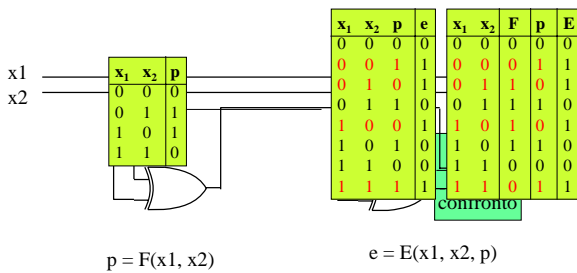 x1
x2
x₁ x₂ p
0 0 0
0 1 1
1 0 1
1 1 0
x₁ x₂ p e
0 0 0 0
0 0 1 1
0 1 0 1
0 1 1 0
1 0 0 1
1 0 1 0
1 1 0 0
1 1 1 1
x₁ x₂ F p E
0 0 0 0 0
0 0 0 1 1
0 1 1 0 1
0 1 1 1 0
1 0 1 0 1
1 0 1 1 0
1 1 0 0 0
1 1 0 1 1
confronto
p = F(x1, x2)
e = E(x1, x2, p)